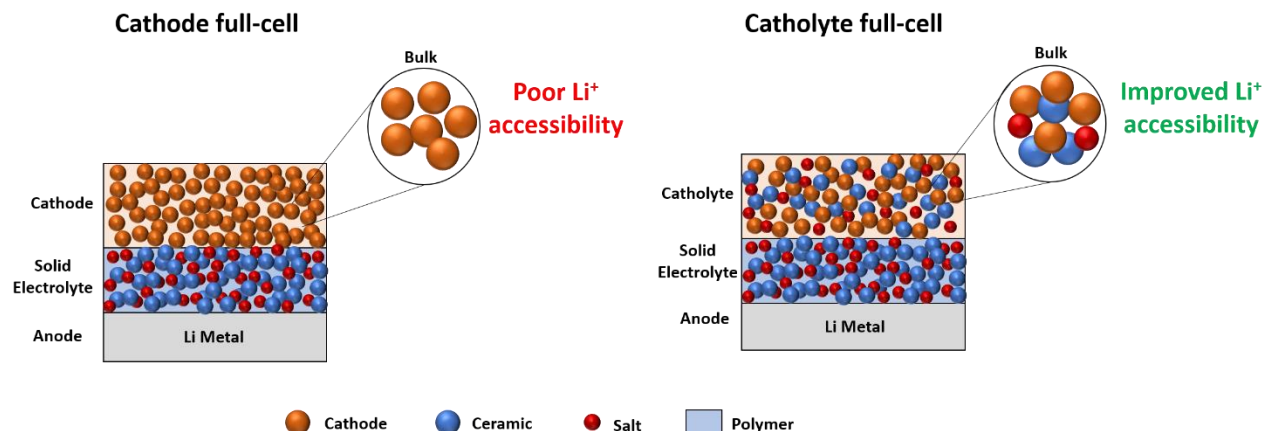 Cathode full-cell
Bulk
Poor Li⁺
accessibility
Cathode
Solid
Electrolyte
Anode
Li Metal
Catholyte full-cell
Bulk
Improved Li⁺
accessibility
Catholyte
Solid
Electrolyte
Anode
Li Metal
Cathode
Ceramic
Salt
Polymer